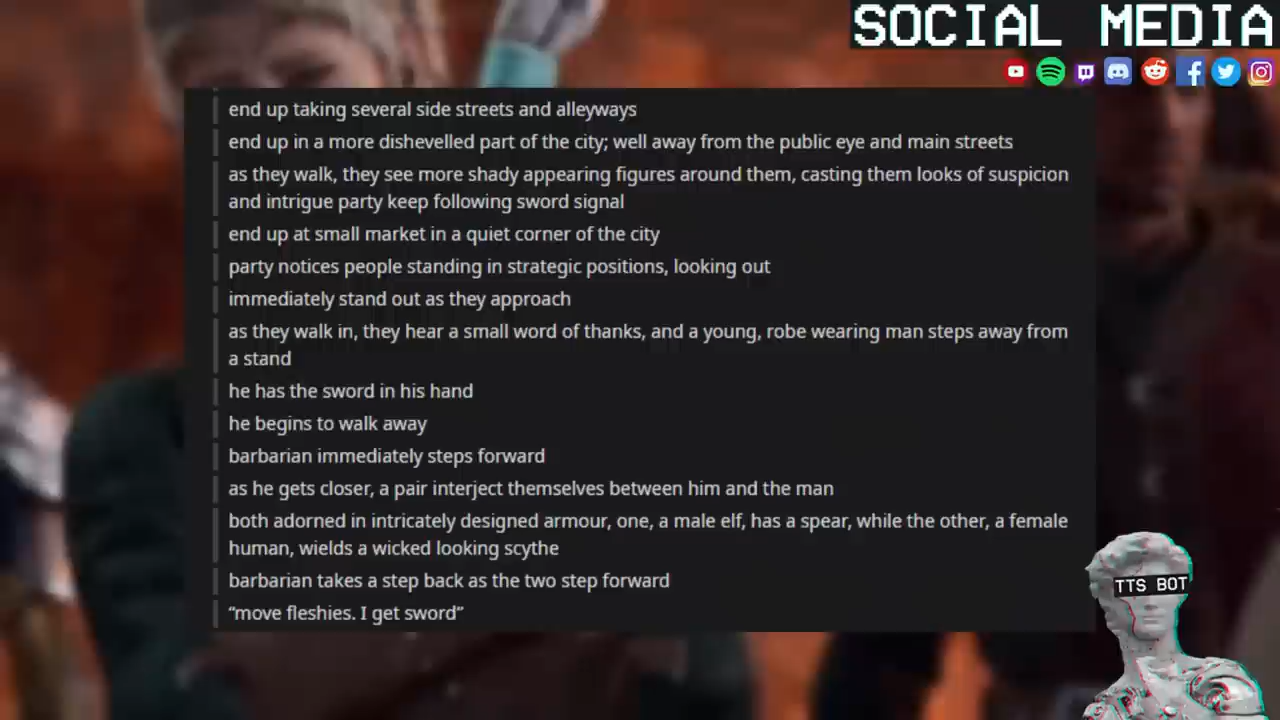 SOCIAL MEDIA
end up taking several side streets and alleyways
end up in a more dishevelled part of the city; well away from the public eye and main streets
as they walk, they see more shady appearing figures around them, casting them looks of suspicion
and intrigue party keep following sword signal
end up at small market in a quiet corner of the city
party notices people standing in strategic positions, looking out
immediately stand out as they approach
as they walk in, they hear a small word of thanks, and a young, robe wearing man steps away from
a stand
he has the sword in his hand
he begins to walk away
barbarian immediately steps forward
as he gets closer, a pair interject themselves between him and the man
both adorned in intricately designed armour, one, a male elf, has a spear, while the other, a female
human, wields a wicked looking scythe
barbarian takes a step back as the two step forward
“move fleshies. I get sword”
TTS BOT